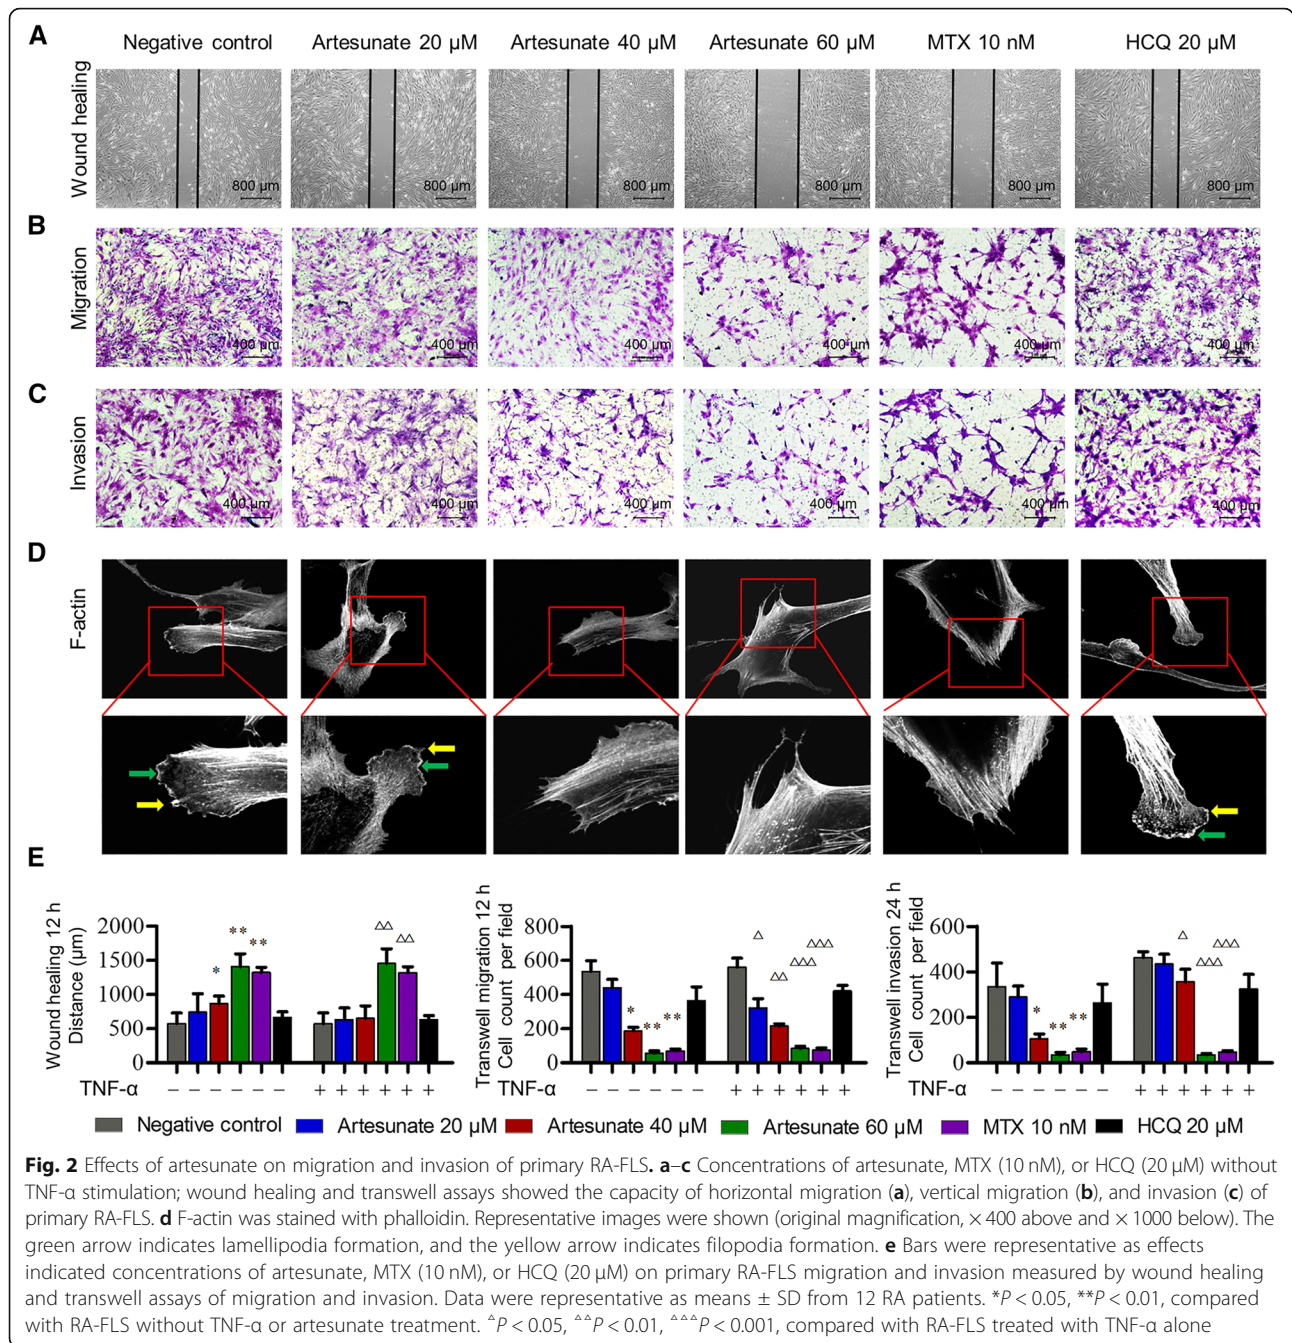 A
Negative control Artesunate 20 µM Artesunate 40 µM Artesunate 60 µM MTX 10 nM HCQ 20 µM
Wound healing
800 µm 800 µm 800 µm 800 µm 800 µm 800 µm
B
Migration
400 µm 400 µm 400 µm 400 µm 400 µm 400 µm
C
Invasion
400 µm 400 µm 400 µm 400 µm 400 µm 400 µm
D
F-actin
E
Wound healing 12 h
Distance (µm)
2000
1500
1000
500
0
* ** ** △△ △△
TNF-α – – – – – – + + + + + +
Transwell migration 12 h
Cell count per field
800
600
400
200
0
* ** ** △ △△ △△△ △△△
– – – – – – + + + + + +
Transwell invasion 24 h
Cell count per field
600
400
200
0
* ** ** △ △△△ △△△
TNF-α – – – – – – + + + + + +
Negative control Artesunate 20 µM Artesunate 40 µM Artesunate 60 µM MTX 10 nM HCQ 20 µM
Fig. 2 Effects of artesunate on migration and invasion of primary RA-FLS. a–c Concentrations of artesunate, MTX (10 nM), or HCQ (20 µM) without
TNF-α stimulation; wound healing and transwell assays showed the capacity of horizontal migration (a), vertical migration (b), and invasion (c) of
primary RA-FLS. d F-actin was stained with phalloidin. Representative images were shown (original magnification, × 400 above and × 1000 below). The
green arrow indicates lamellipodia formation, and the yellow arrow indicates filopodia formation. e Bars were representative as effects
indicated concentrations of artesunate, MTX (10 nM), or HCQ (20 µM) on primary RA-FLS migration and invasion measured by wound healing
and transwell assays of migration and invasion. Data were representative as means ± SD from 12 RA patients. *P < 0.05, **P < 0.01, compared
with RA-FLS without TNF-α or artesunate treatment. △P < 0.05, △△P < 0.01, △△△P < 0.001, compared with RA-FLS treated with TNF-α alone